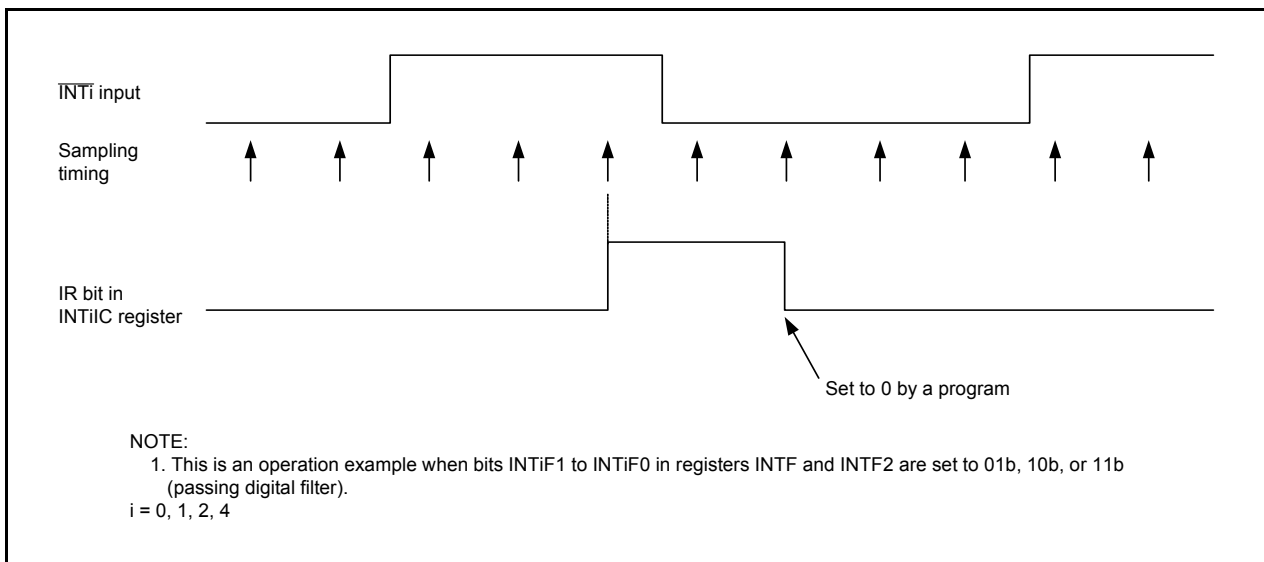 INTi input
Sampling
timing
IR bit in
INTiIC register
Set to 0 by a program
NOTE:
1. This is an operation example when bits INTiF1 to INTiF0 in registers INTF and INTF2 are set to 01b, 10b, or 11b
(passing digital filter).
i = 0, 1, 2, 4